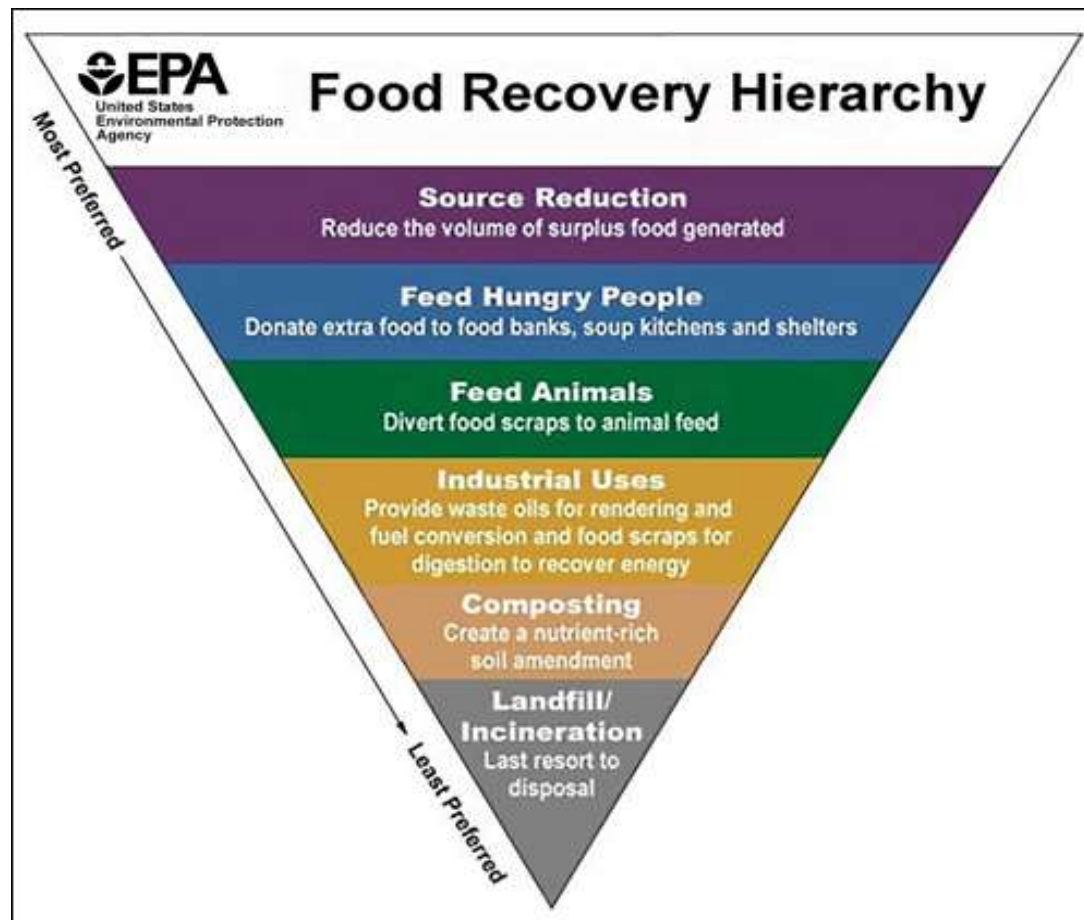 EPA
United States
Environmental Protection
Agency
Food Recovery Hierarchy
Most Preferred
Source Reduction
Reduce the volume of surplus food generated
Feed Hungry People
Donate extra food to food banks, soup kitchens and shelters
Feed Animals
Divert food scraps to animal feed
Industrial Uses
Provide waste oils for rendering and
fuel conversion and food scraps for
digestion to recover energy
Composting
Create a nutrient-rich
soil amendment
Landfill/
Incineration
Last resort to
disposal
Least Preferred